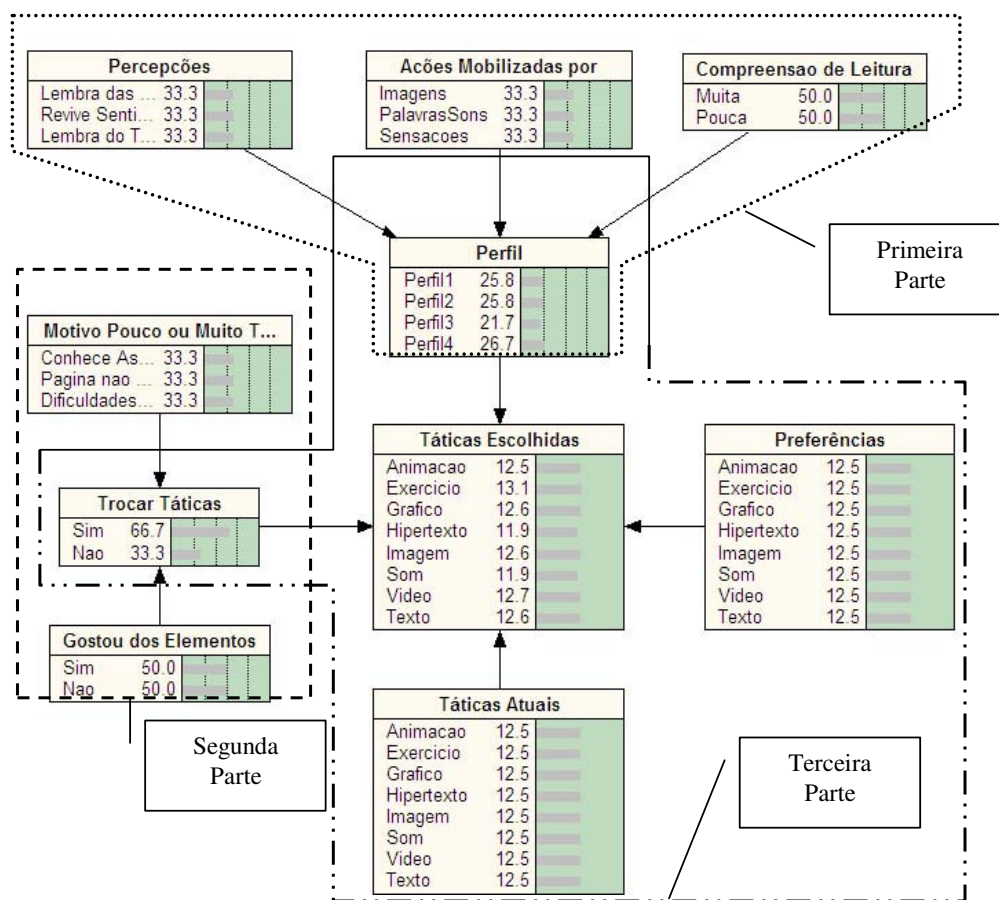 Percepcões
Lembra das ... 33.3
Revive Senti... 33.3
Lembra do T... 33.3
Acões Mobilizadas por
Imagens 33.3
PalavrasSons 33.3
Sensacoes 33.3
Compreensao de Leitura
Muita 50.0
Pouca 50.0
Primeira
Parte
Perfil
Perfil1 25.8
Perfil2 25.8
Perfil3 21.7
Perfil4 26.7
Motivo Pouco ou Muito T...
Conhece As... 33.3
Pagina nao ... 33.3
Dificuldades... 33.3
Trocar Táticas
Sim 66.7
Nao 33.3
Gostou dos Elementos
Sim 50.0
Nao 50.0
Segunda
Parte
Táticas Escolhidas
Animacao 12.5
Exercicio 13.1
Grafico 12.6
Hipertexto 11.9
Imagem 12.6
Som 11.9
Video 12.7
Texto 12.6
Preferências
Animacao 12.5
Exercicio 12.5
Grafico 12.5
Hipertexto 12.5
Imagem 12.5
Som 12.5
Video 12.5
Texto 12.5
Táticas Atuais
Animacao 12.5
Exercicio 12.5
Grafico 12.5
Hipertexto 12.5
Imagem 12.5
Som 12.5
Video 12.5
Texto 12.5
Terceira
Parte